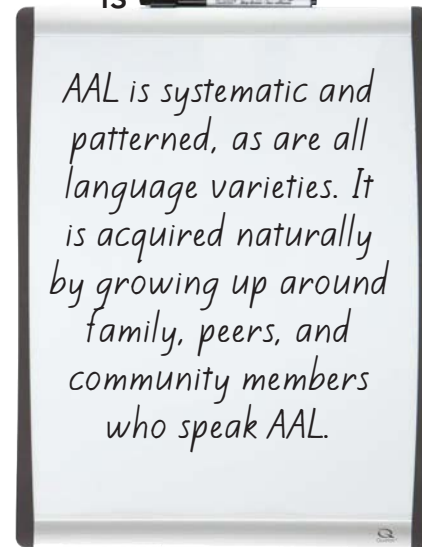 is
AAL is systematic and
patterned, as are all
language varieties. It
is acquired naturally
by growing up around
family, peers, and
community members
who speak AAL.